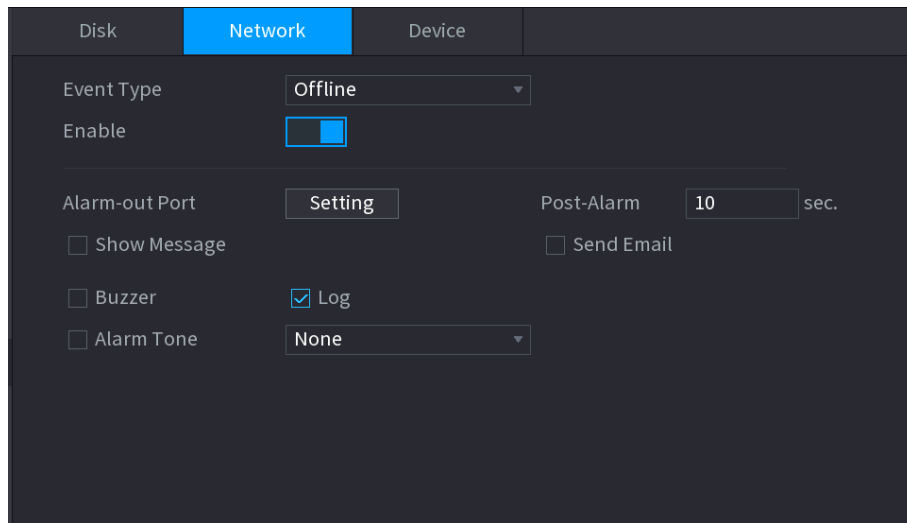 Disk Network Device
Event Type Offline
Enable
Alarm-out Port Setting Post-Alarm 10 sec.
Show Message Send Email
Buzzer Log
Alarm Tone None